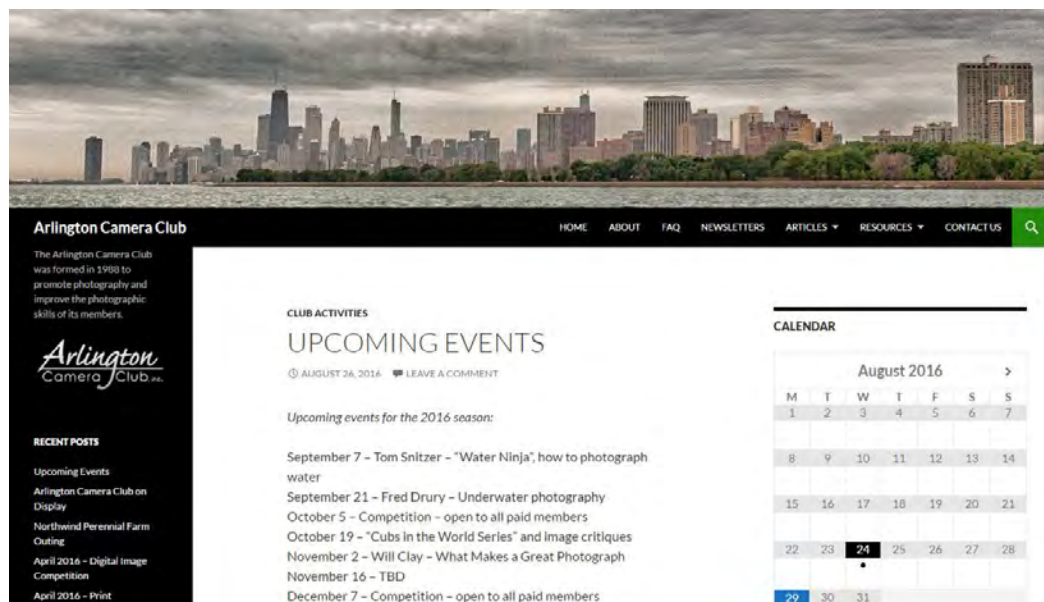 Arlington Camera Club
HOME ABOUT FAQ NEWSLETTERS ARTICLES RESOURCES CONTACT US
The Arlington Camera Club
was formed in 1988 to
promote photography and
improve the photographic
skills of its members.
Arlington
Camera Club inc.
RECENT POSTS
Upcoming Events
Arlington Camera Club on
Display
Northwind Perennial Farm
Outing
April 2016 – Digital Image
Competition
April 2016 – Print
CLUB ACTIVITIES
UPCOMING EVENTS
AUGUST 26, 2016 LEAVE A COMMENT
Upcoming events for the 2016 season:
September 7 – Tom Snitzer – "Water Ninja", how to photograph
water
September 21 – Fred Drury – Underwater photography
October 5 – Competition – open to all paid members
October 19 – "Cubs in the World Series" and image critiques
November 2 – Will Clay – What Makes a Great Photograph
November 16 – TBD
December 7 – Competition – open to all paid members
CALENDAR
August 2016 >
M T W T F S S
1 2 3 4 5 6 7
8 9 10 11 12 13 14
15 16 17 18 19 20 21
22 23 24 25 26 27 28
29 30 31